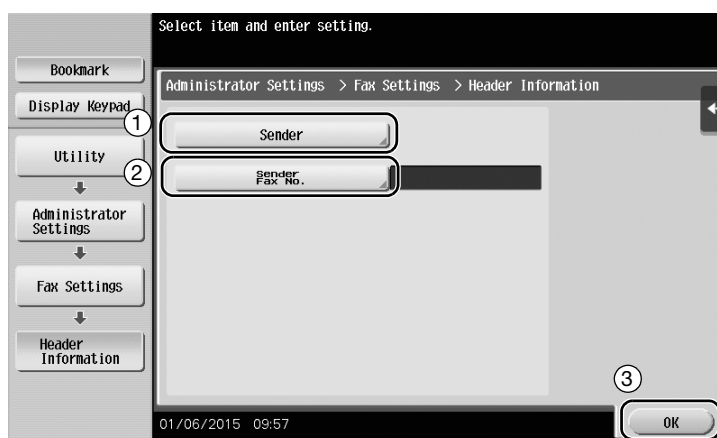 Select item and enter setting.
Bookmark
Display Keypad
Administrator Settings > Fax Settings > Header Information
1
Sender
Utility
2
Sender
Fax No.
Administrator
Settings
Fax Settings
Header
Information
3
01/06/2015 09:57
OK